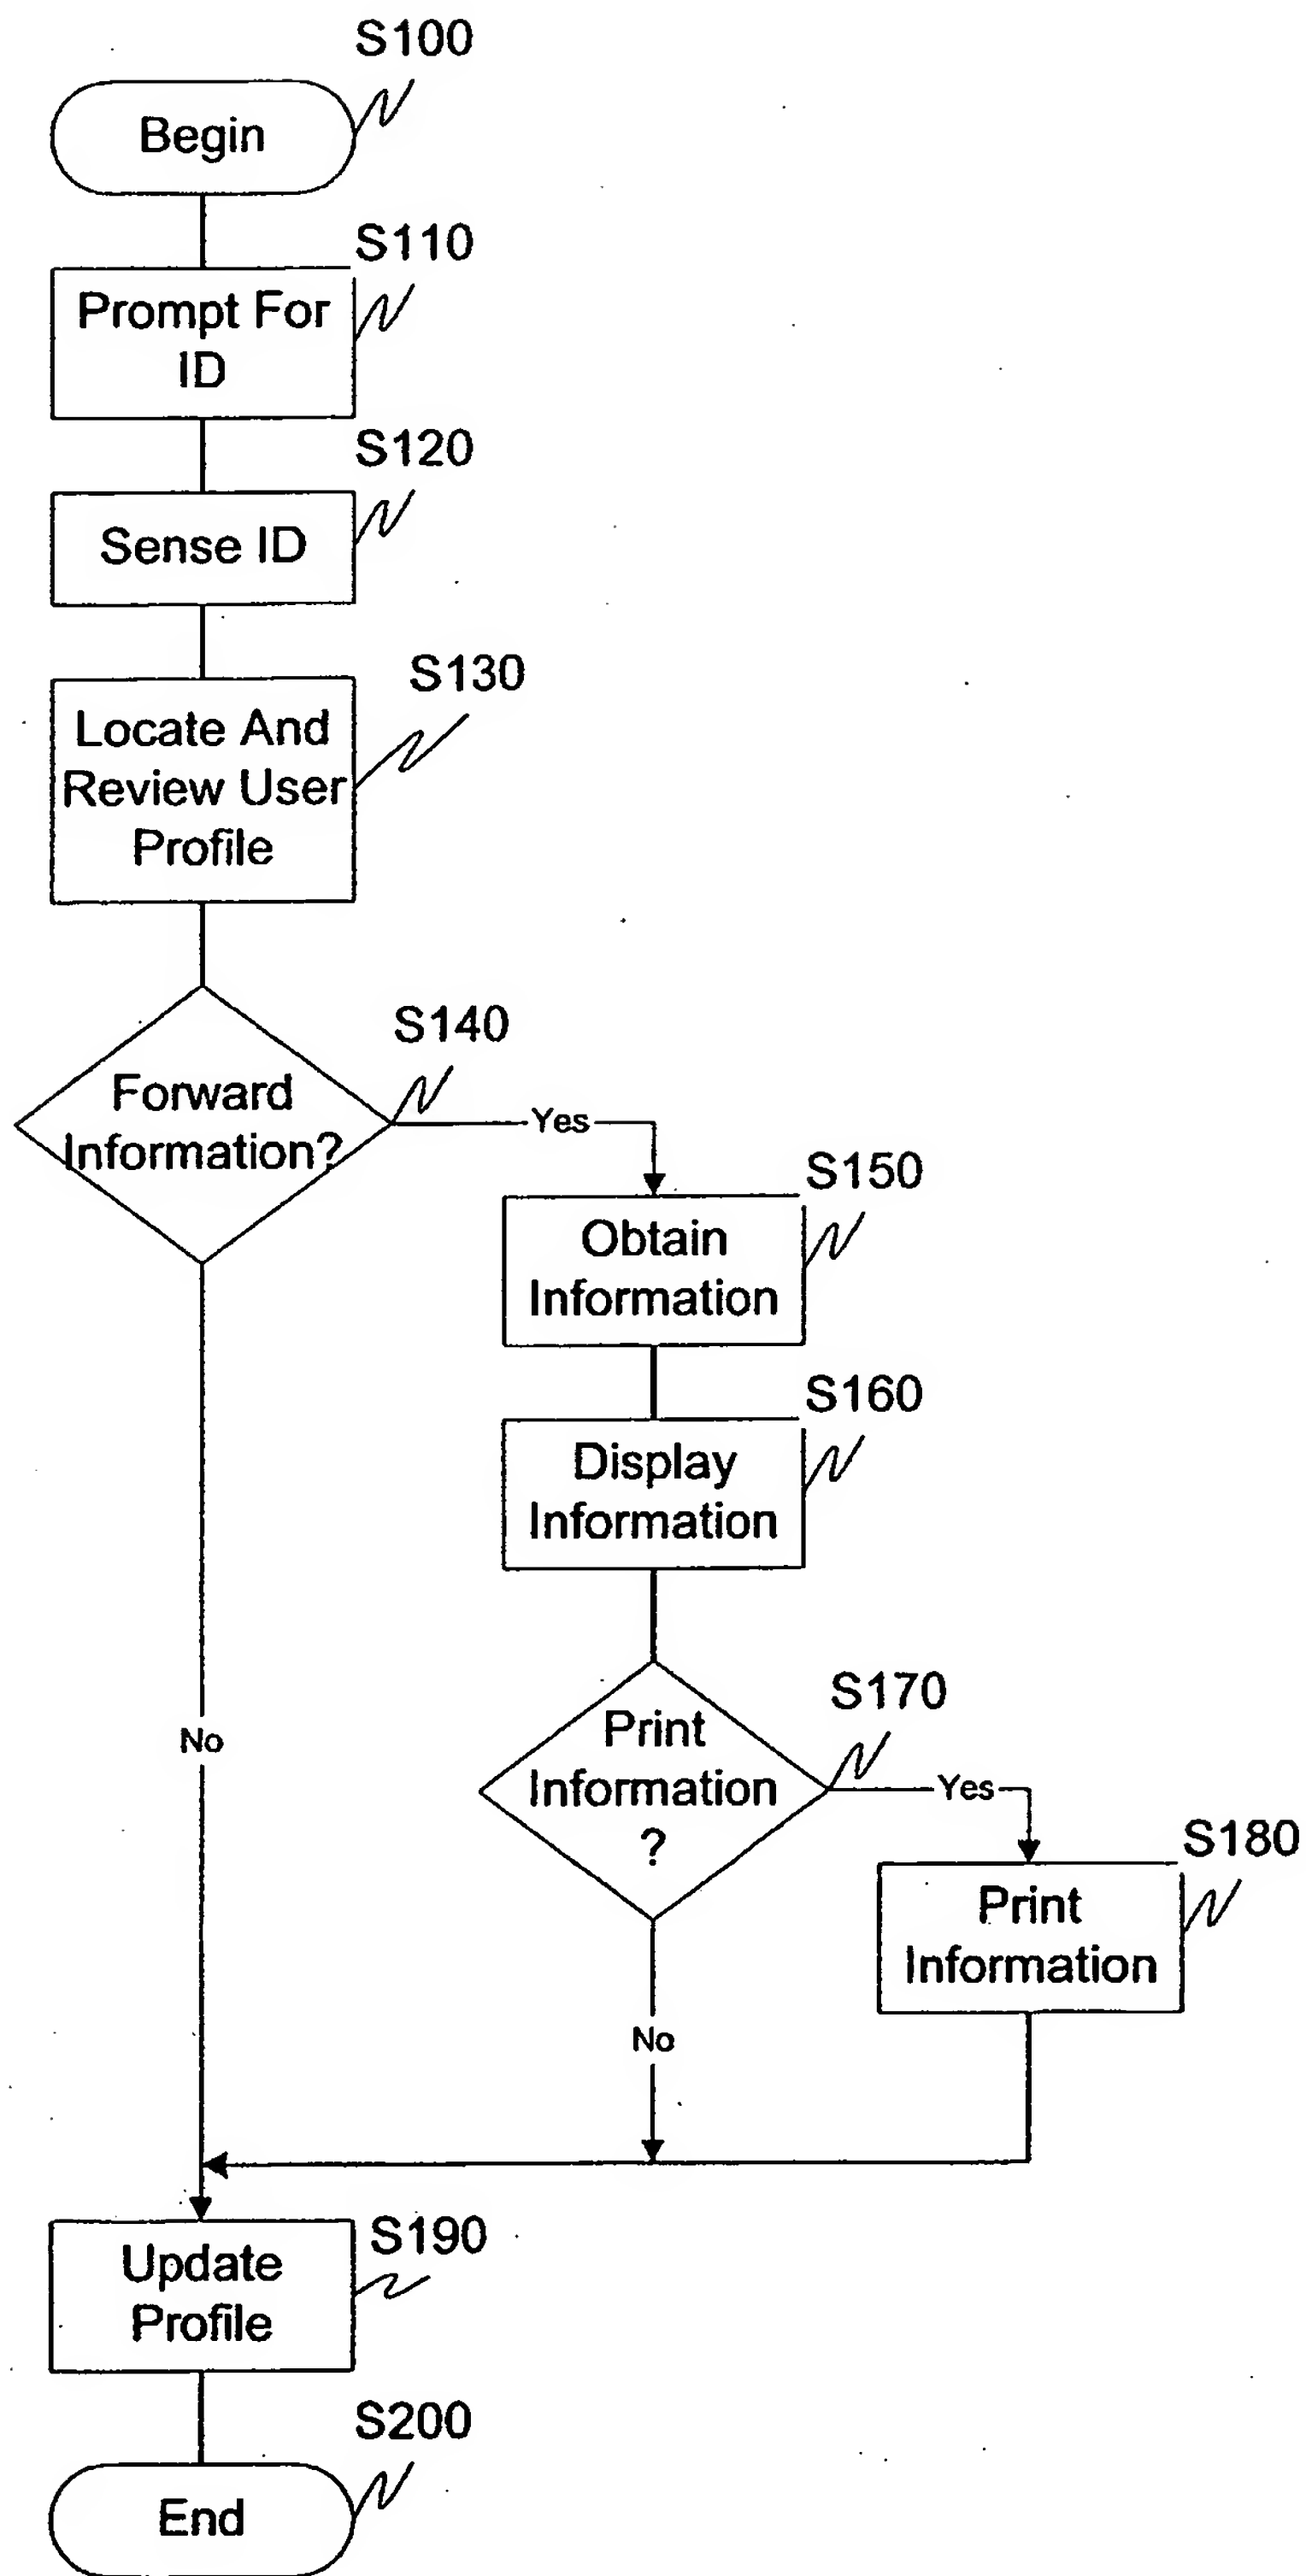 S100
Begin
S110
Prompt For
ID
S120
Sense ID
S130
Locate And
Review User
Profile
S140
Forward
Information?
Yes
S150
Obtain
Information
S160
Display
Information
S170
Print
Information
?
Yes
S180
Print
Information
No
No
S190
Update
Profile
S200
End